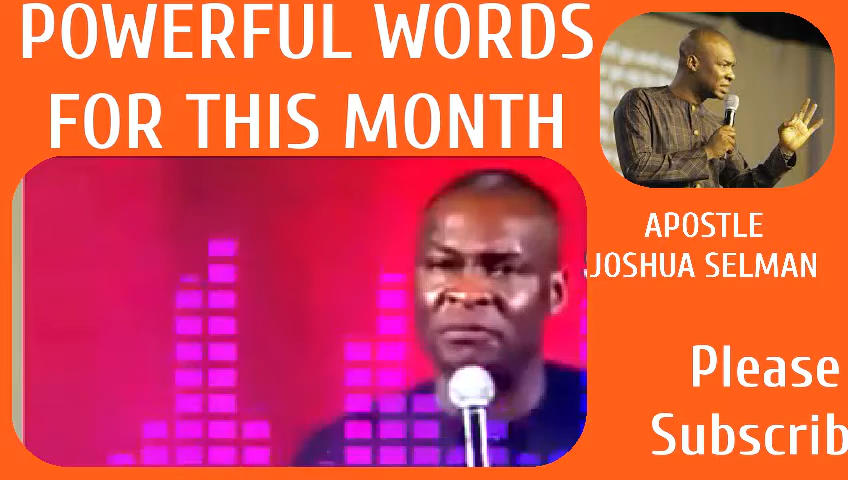 POWERFUL WORDS
FOR THIS MONTH
APOSTLE
JOSHUA SELMAN
Please
Subscrib